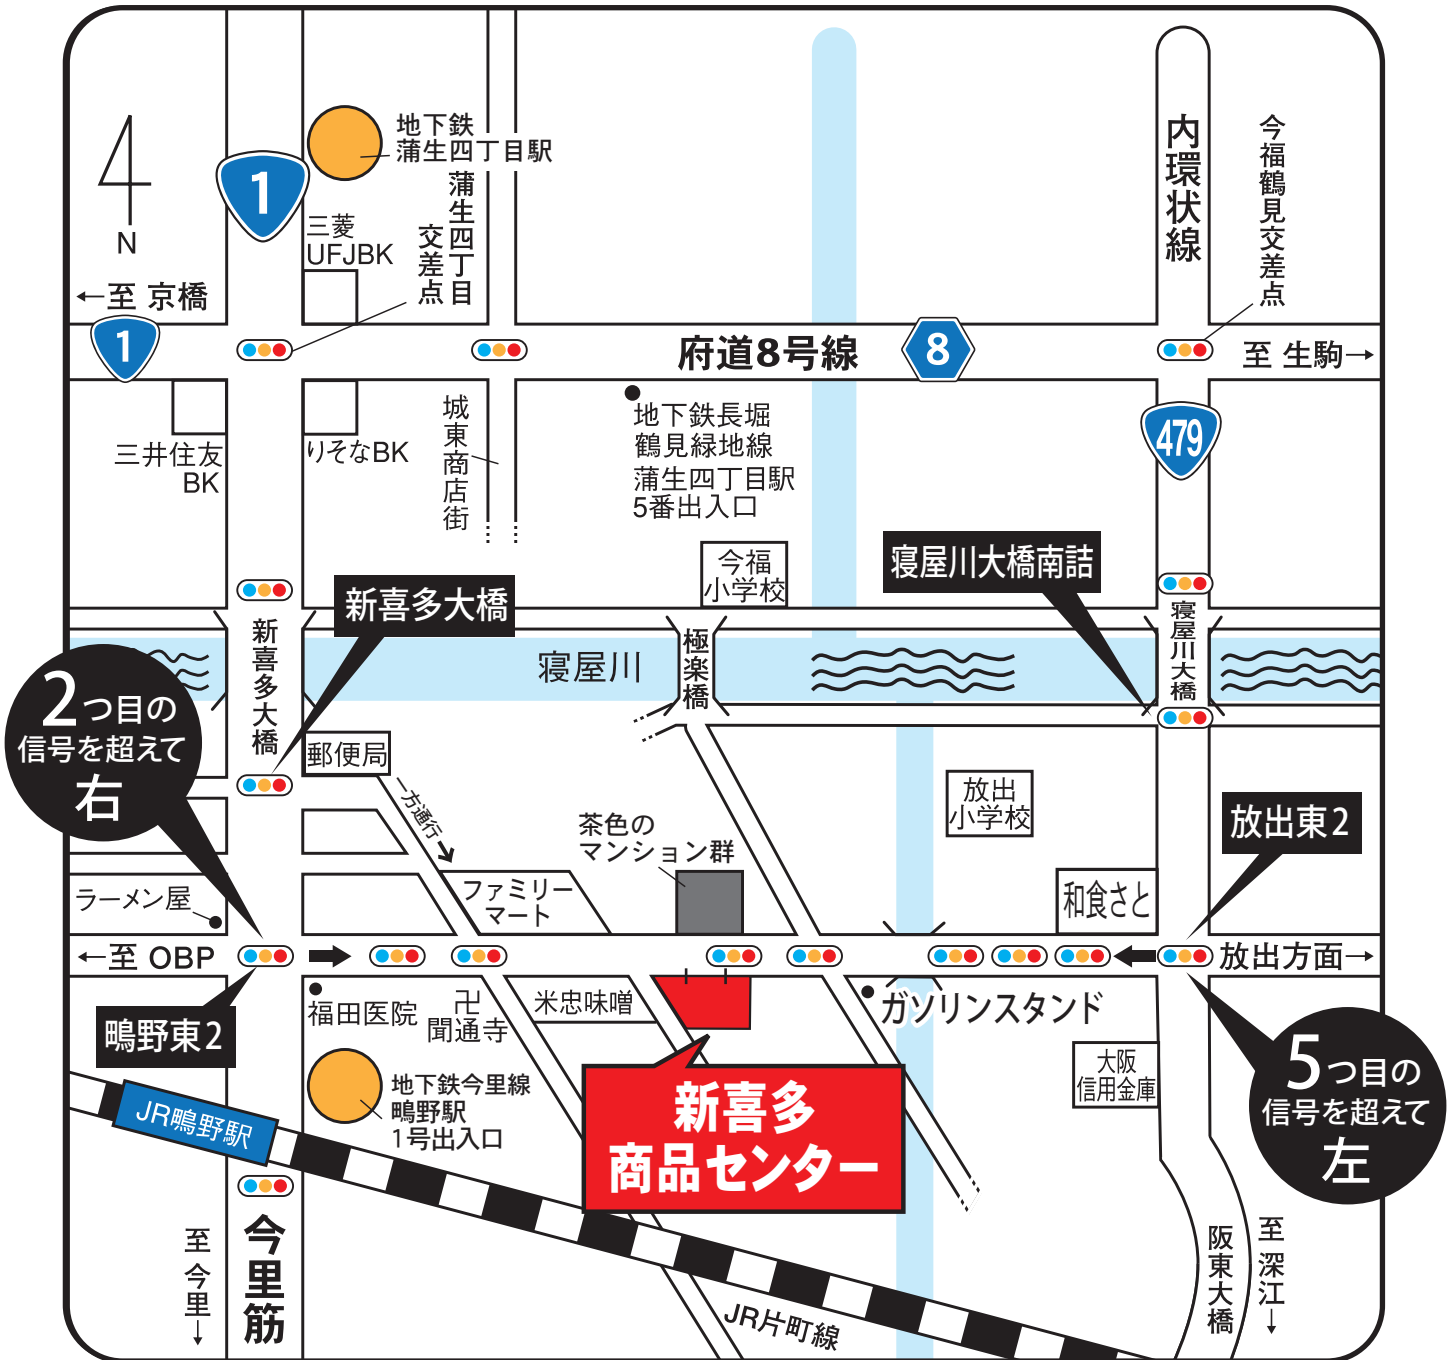 N
1
地下鉄
蒲生四丁目駅
三菱
UFJBK
蒲生四丁目
交差点
内環状線
今福鶴見交差点
←至 京橋
1
府道8号線
8
至 生駒→
三井住友
BK
りそなBK
城東商店街
地下鉄長堀
鶴見緑地線
蒲生四丁目駅
5番出入口
479
今福
小学校
寝屋川大橋南詰
新喜多大橋
新喜多大橋
寝屋川
極楽橋
寝屋川大橋
2つ目の
信号を超えて
右
郵便局
一方通行
放出
小学校
茶色の
マンション群
放出東2
ラーメン屋
ファミリー
マート
和食さと
←至 OBP
放出方面→
鴫野東2
福田医院
卍
聞通寺
米忠味噌
ガソリンスタンド
大阪
信用金庫
5つ目の
信号を超えて
左
地下鉄今里線
鴫野駅
1号出入口
JR鴫野駅
新喜多
商品センター
至今里→
今里筋
JR片町線
阪東大橋
至深江→